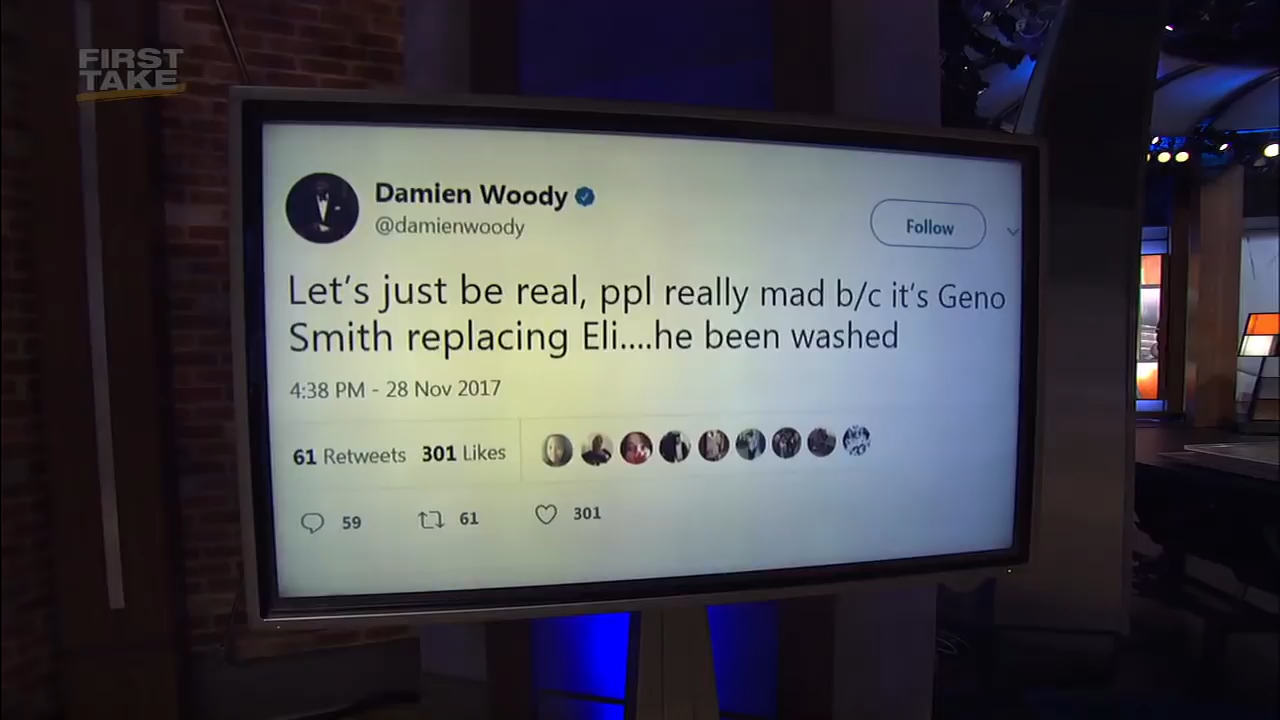 FIRST
TAKE
Damien Woody
@damienwoody
Follow
Let's just be real, ppl really mad b/c it's Geno
Smith replacing Eli....he been washed
4:38 PM - 28 Nov 2017
61 Retweets 301 Likes
59 61 301